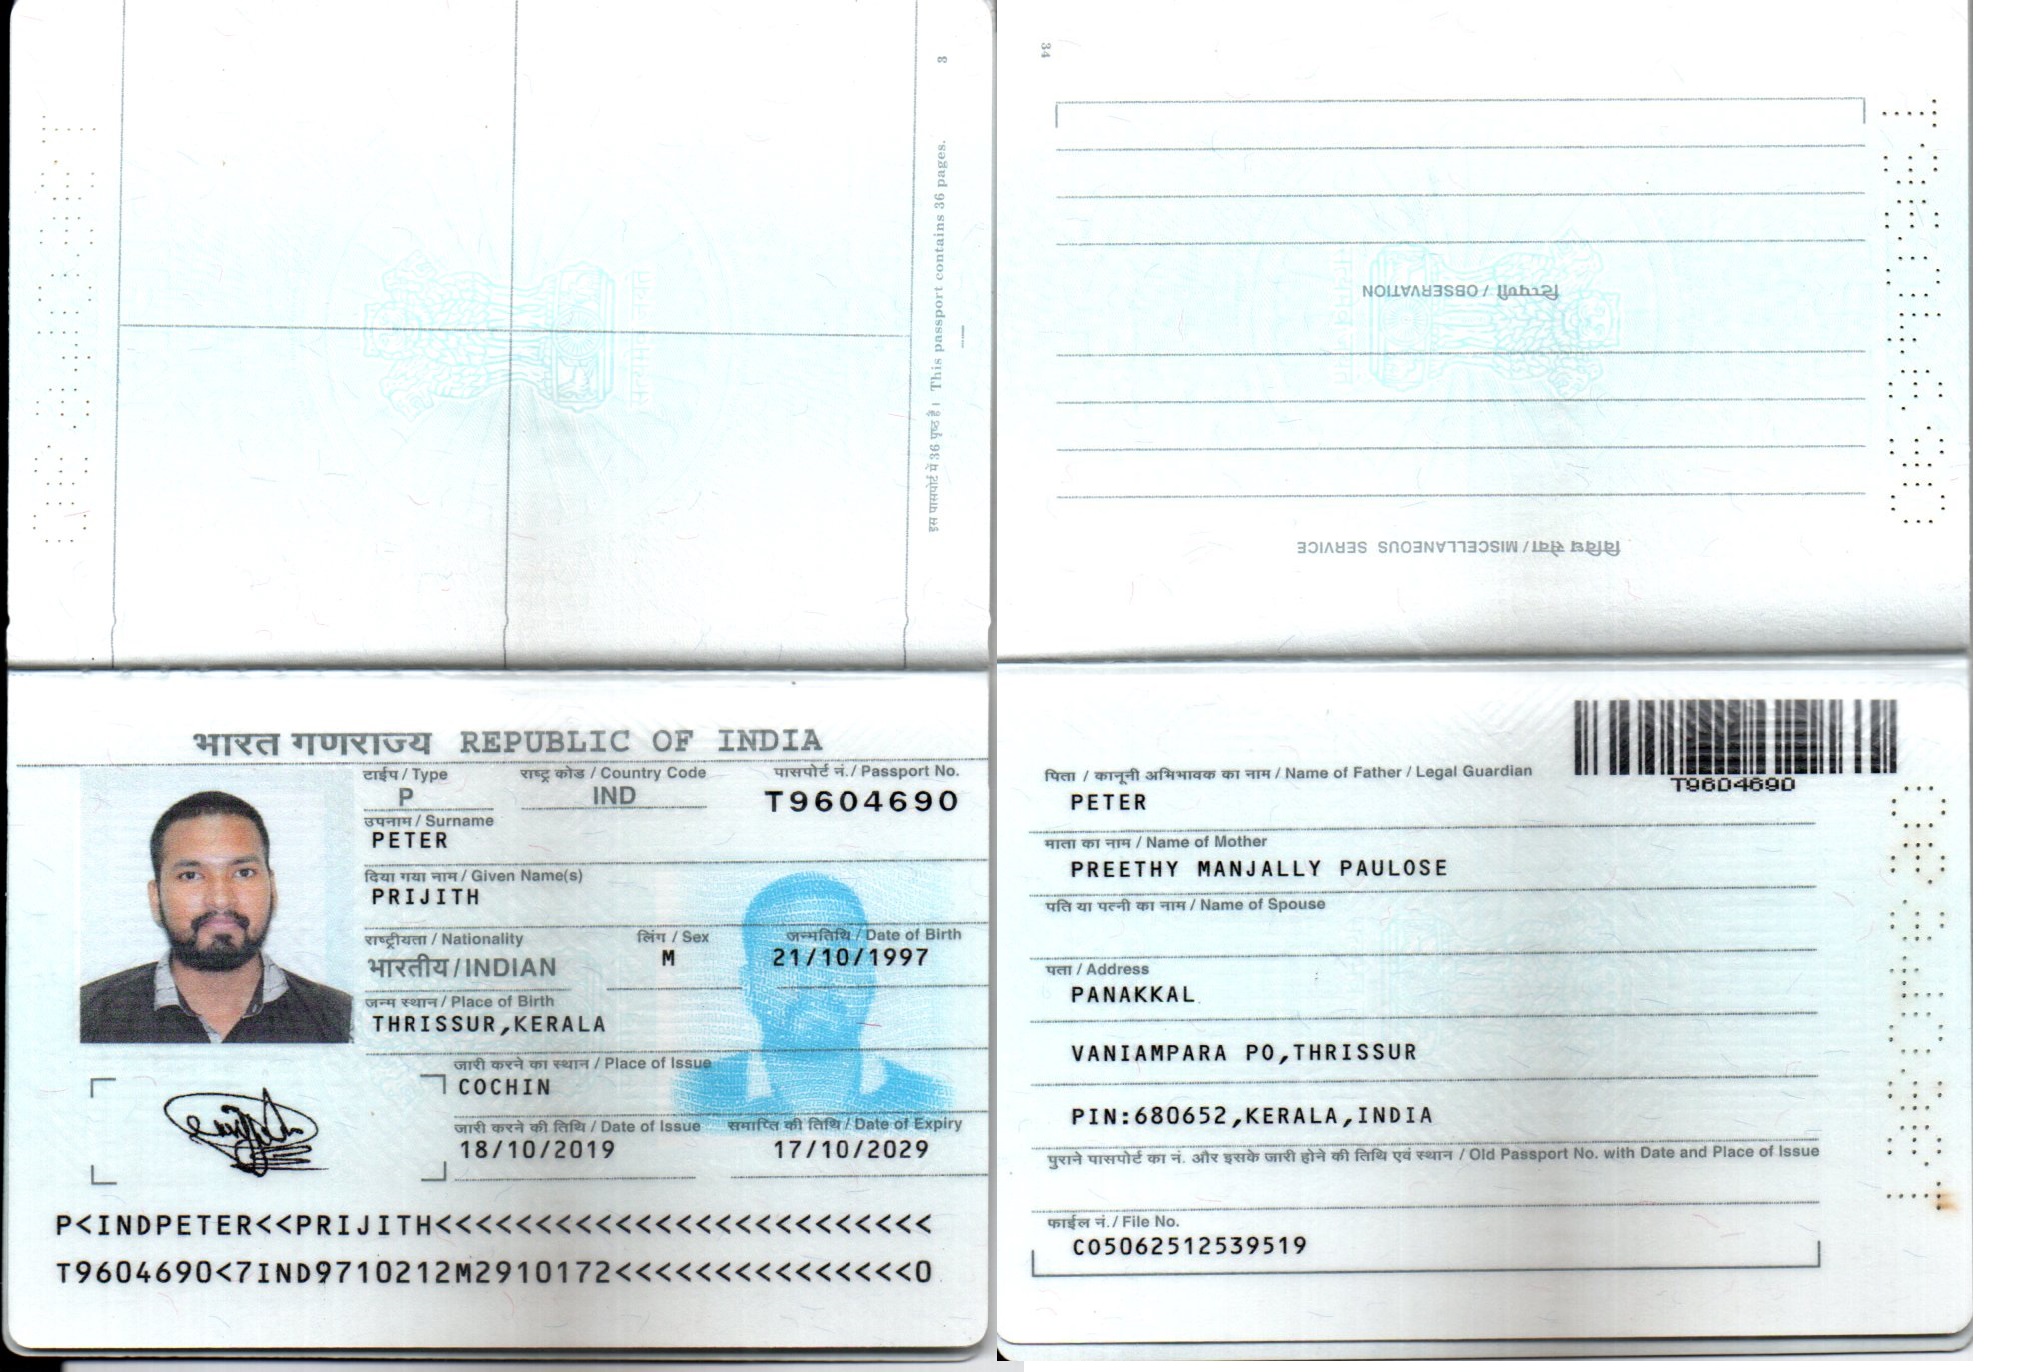 3
इस पासपोर्ट में 36 पृष्ठ हैं। This passport contains 36 pages.
भारत गणराज्य REPUBLIC OF INDIA
टाईप / Type
राष्ट्र कोड / Country Code
पासपोर्ट नं. / Passport No.
P
IND
T9604690
उपनाम / Surname
PETER
दिया गया नाम / Given Name(s)
PRIJITH
राष्ट्रीयता / Nationality
लिंग / Sex
जन्मतिथि / Date of Birth
भारतीय / INDIAN
M
21/10/1997
जन्म स्थान / Place of Birth
THRISSUR,KERALA
जारी करने का स्थान / Place of Issue
COCHIN
जारी करने की तिथि / Date of Issue
समाप्ति की तिथि / Date of Expiry
18/10/2019
17/10/2029
P<INDPETER<<PRIJITH<<<<<<<<<<<<<<<<<<<<<<<<<
T9604690<7IND9710212M2910172<<<<<<<<<<<<<<<0
34
टिप्पणी / OBSERVATION
विविध सेवा / MISCELLANEOUS SERVICE
T9604690
पिता / कानूनी अभिभावक का नाम / Name of Father / Legal Guardian
PETER
माता का नाम / Name of Mother
PREETHY MANJALLY PAULOSE
पति या पत्नी का नाम / Name of Spouse
पता / Address
PANAKKAL
VANIAMPARA PO,THRISSUR
PIN:680652,KERALA,INDIA
पुराने पासपोर्ट का नं. और इसके जारी होने की तिथि एवं स्थान / Old Passport No. with Date and Place of Issue
फाईल नं. / File No.
CO5062512539519